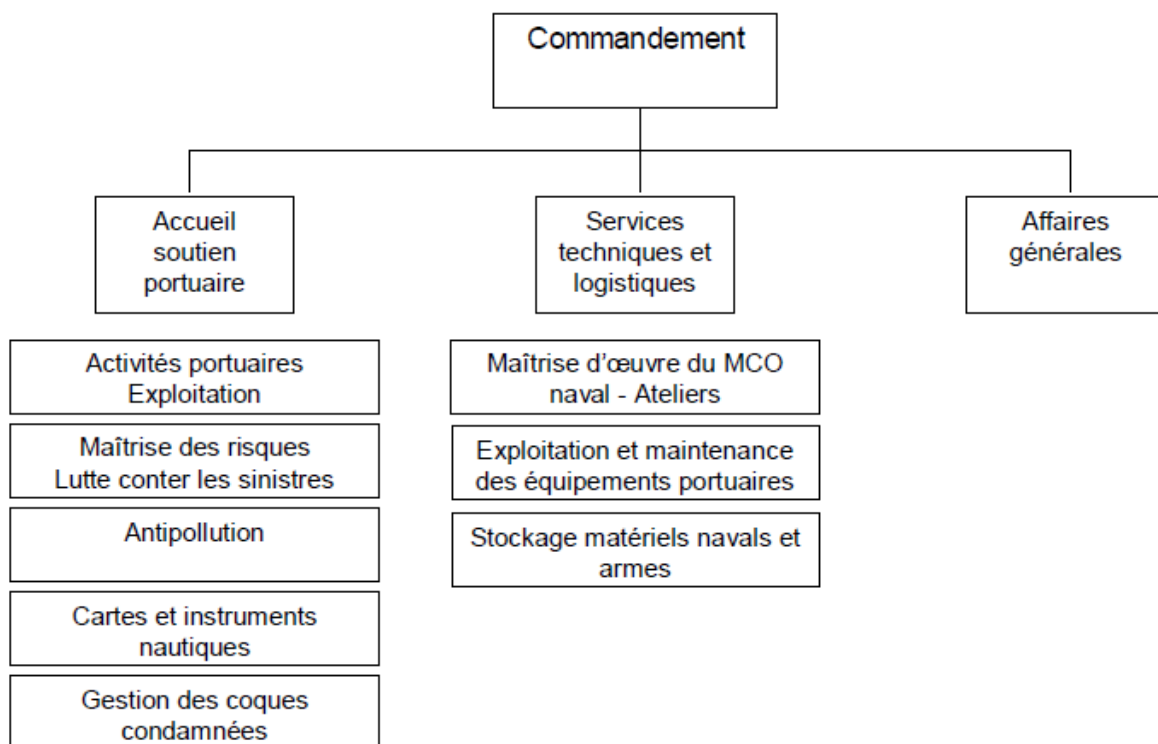 Commandement
Accueil
soutien
portuaire
Services
techniques et
logistiques
Affaires
générales
Activités portuaires
Exploitation
Maîtrise des risques
Lutte conter les sinistres
Antipollution
Cartes et instruments
nautiques
Gestion des coques
condamnées
Maîtrise d'œuvre du MCO
naval - Ateliers
Exploitation et maintenance
des équipements portuaires
Stockage matériels navals et
armes